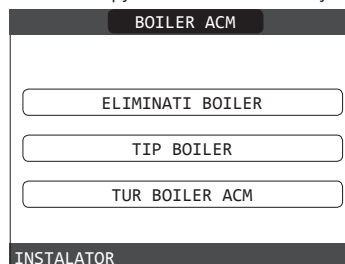 BOILER ACM
ELIMINATI BOILER
TIP BOILER
TUR BOILER ACM
INSTALATOR